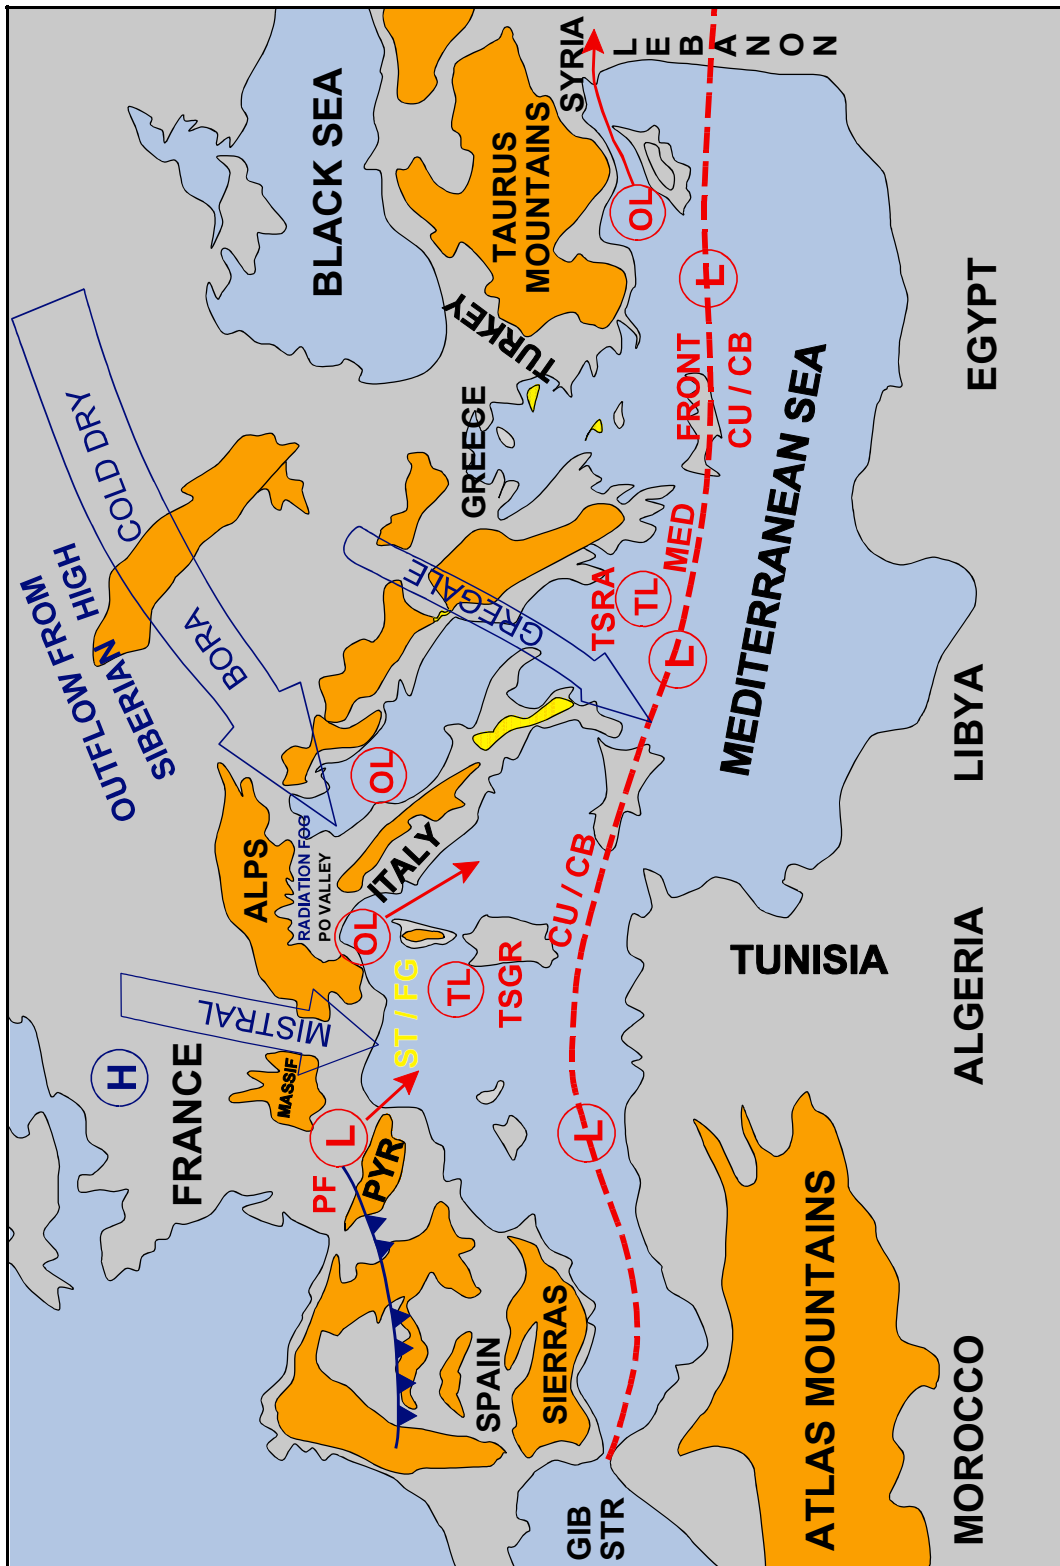 OUTFLOW FROM
SIBERIAN HIGH
COLD DRY
BORA
BLACK SEA
H
FRANCE
MISTRAL
MASSIF
ALPS
RADIATION FOG
PO VALLEY
OL
OL
ITALY
GREGALE
GREECE
TURKEY
TAURUS
MOUNTAINS
SYRIA
LEBANON
OL
PF
L
PYR
ST / FG
TL
TSGR
TSRA
TL
MED
FRONT
CU / CB
CU / CB
L
L
L
SPAIN
SIERRAS
GIB
STR
MEDITERRANEAN SEA
TUNISIA
ATLAS MOUNTAINS
MOROCCO
ALGERIA
LIBYA
EGYPT